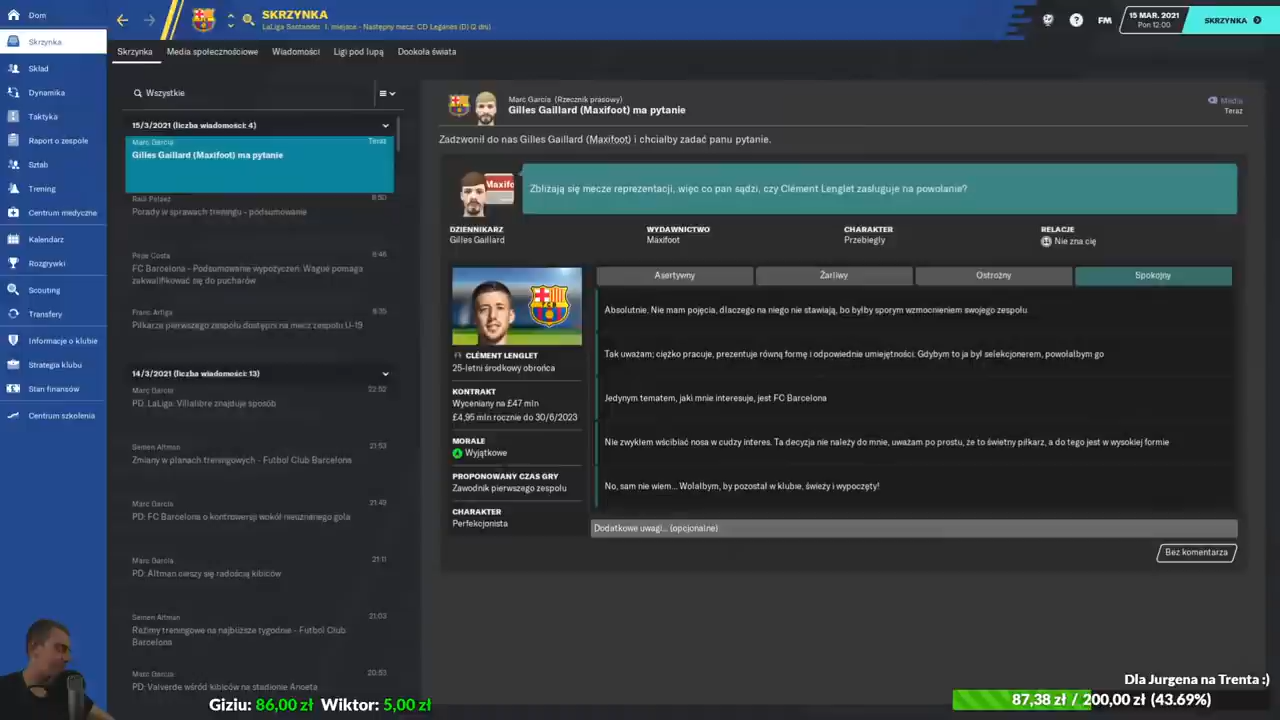 Dom
Skrzynka
Skład
Dynamika
Taktyka
Raport o zespole
Sztab
Trening
Centrum medyczne
Kalendarz
Rozgrywki
Scouting
Transfery
Informacje o klubie
Strategia klubu
Stan finansów
Centrum szkolenia
SKRZYNKA
LaLiga Santander 1. miejsce - Następny mecz: CD Leganés (D) (2 dni)
FM
15 MAR. 2021
Pon 12:00
SKRZYNKA
Skrzynka
Media społecznościowe
Wiadomości
Ligi pod lupą
Dookoła świata
Wszystkie
15/3/2021 (liczba wiadomości: 4)
Marc García
Teraz
Gilles Gaillard (Maxifoot) ma pytanie
8:50
Porady w sprawach treningu - podsumowanie
Pepe Costa
8:46
FC Barcelona - Podsumowanie wypożyczeń: Wagué pomaga
zakwalifikować się do pucharów
Franc Artiga
8:35
Piłkarze pierwszego zespołu dostępni na mecz zespołu U-19
14/3/2021 (liczba wiadomości: 13)
Marc García
22:52
PD: LaLiga: Villalibre znajduje sposób
Semen Altman
21:53
Zmiany w planach treningowych - Futbol Club Barcelona
Marc García
21:49
PD: FC Barcelona o kontrowersji wokół nieuznanego gola
Marc García
21:11
PD: Altman cieszy się radością kibiców
Semen Altman
21:03
Reżimy treningowe na najbliższe tygodnie - Futbol Club
Barcelona
Marc García
20:53
PD: Valverde wśród kibiców na stadionie Anoeta
Marc García (Rzecznik prasowy)
Gilles Gaillard (Maxifoot) ma pytanie
Media
Teraz
Zadzwonił do nas Gilles Gaillard (Maxifoot) i chciałby zadać panu pytanie.
Maxifo
Zbliżają się mecze reprezentacji, więc co pan sądzi, czy Clément Lenglet zasługuje na powołanie?
DZIENNIKARZ
Gilles Gaillard
WYDAWNICTWO
Maxifoot
CHARAKTER
Przebiegły
RELACJE
Nie zna cię
Asertywny
Żarliwy
Ostrożny
Spokojny
Absolutnie. Nie mam pojęcia, dlaczego na niego nie stawiają, bo byłby sporym wzmocnieniem swojego zespołu
Tak uważam; ciężko pracuje, prezentuje równą formę i odpowiednie umiejętności. Gdybym to ja był selekcjonerem, powołałbym go
Jedynym tematem, jaki mnie interesuje, jest FC Barcelona
Nie zwykłem wścibiać nosa w cudzy interes. Ta decyzja nie należy do mnie, uważam po prostu, że to świetny piłkarz, a do tego jest w wysokiej formie
No, sam nie wiem... Wolałbym, by pozostał w klubie, świeży i wypoczęty!
Dodatkowe uwagi... (opcjonalne)
Bez komentarza
CLÉMENT LENGLET
25-letni środkowy obrońca
KONTRAKT
Wyceniany na £47 mln
£4,95 mln rocznie do 30/6/2023
MORALE
Wyjątkowe
PROPONOWANY CZAS GRY
Zawodnik pierwszego zespołu
CHARAKTER
Perfekcjonista
Giziu: 86,00 zł Wiktor: 5,00 zł
Dla Jurgena na Trenta :)
87,38 zł / 200,00 zł (43.69%)